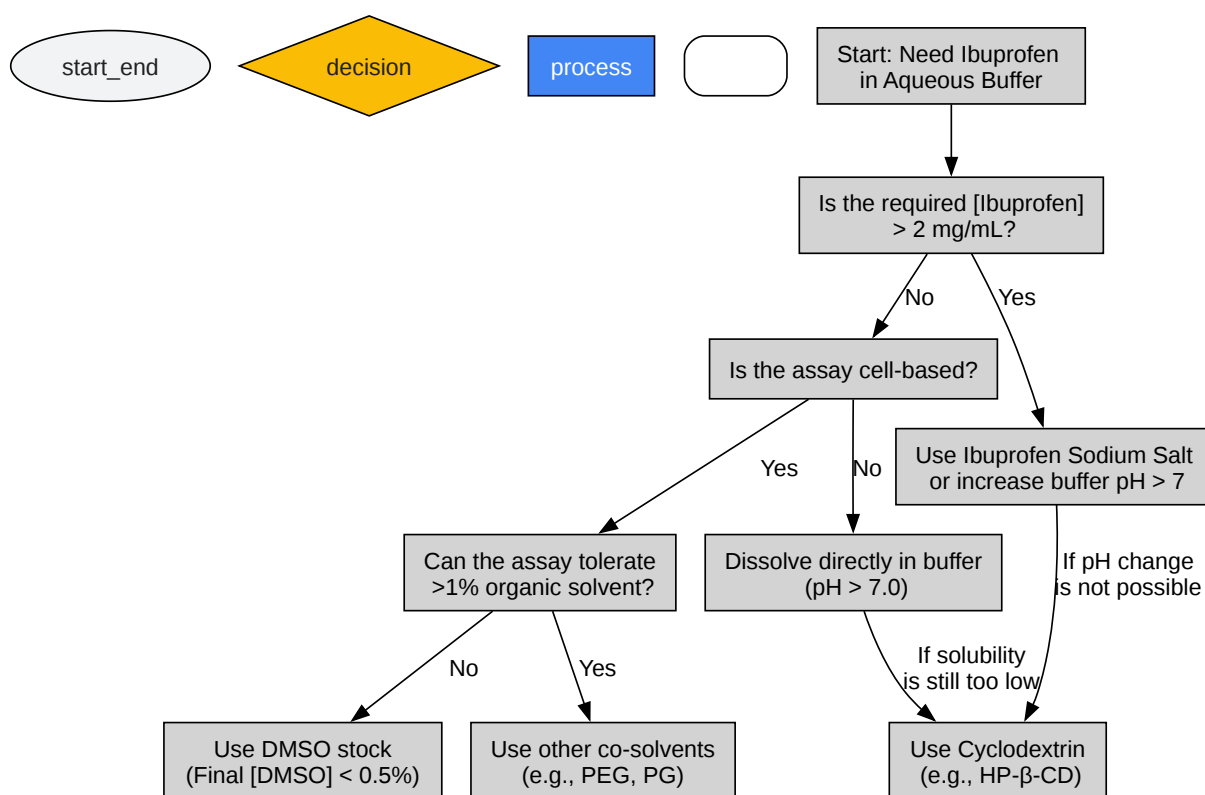 start_end
decision
process
Start: Need Ibuprofen
in Aqueous Buffer
Is the required [Ibuprofen]
> 2 mg/mL?
No
Yes
Is the assay cell-based?
Use Ibuprofen Sodium Salt
or increase buffer pH > 7
Yes
No
Can the assay tolerate
>1% organic solvent?
Dissolve directly in buffer
(pH > 7.0)
If pH change
is not possible
No
Yes
If solubility
is still too low
Use DMSO stock
(Final [DMSO] < 0.5%)
Use other co-solvents
(e.g., PEG, PG)
Use Cyclodextrin
(e.g., HP-β-CD)